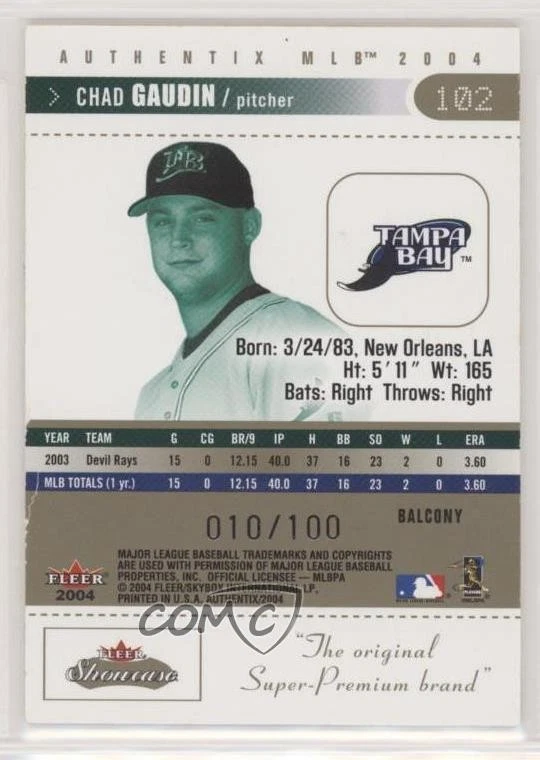 AUTHENTIX MLB™ 2004
> CHAD GAUDIN / pitcher 102
TB
TAMPA
BAY ™
Born: 3/24/83, New Orleans, LA
Ht: 5'11" Wt: 165
Bats: Right Throws: Right
YEAR TEAM G CG BR/9 IP H BB SO W L ERA
2003 Devil Rays 15 0 12.15 40.0 37 16 23 2 0 3.60
MLB TOTALS (1 yr.) 15 0 12.15 40.0 37 16 23 2 0 3.60
010/100 BALCONY
MAJOR LEAGUE BASEBALL TRADEMARKS AND COPYRIGHTS
ARE USED WITH PERMISSION OF MAJOR LEAGUE BASEBALL
PROPERTIES, INC. OFFICIAL LICENSEE — MLBPA
© 2004 FLEER/SKYBOX INTERNATIONAL LP.
PRINTED IN U.S.A. AUTHENTIX/2004
FLEER
2004
COMC
FLEER
Showcase
"The original
Super-Premium brand"